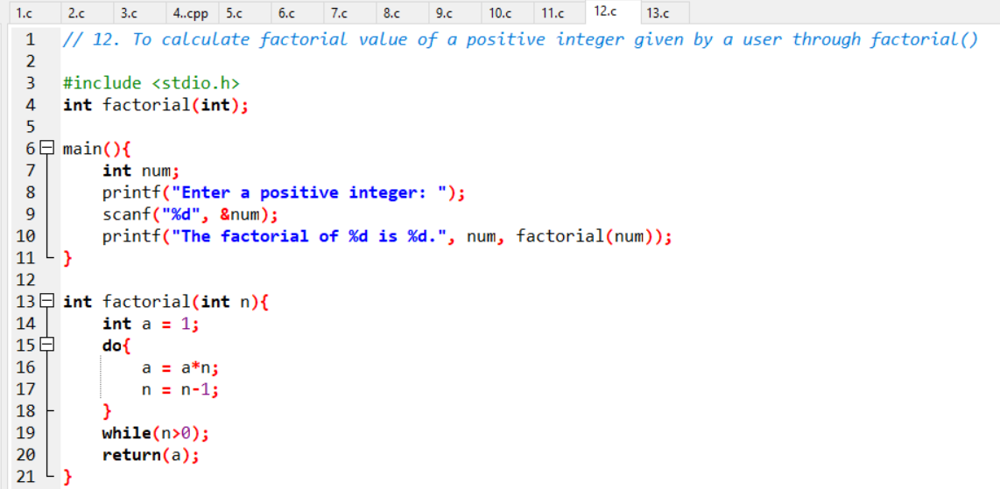 1.c 2.c 3.c 4..cpp 5.c 6.c 7.c 8.c 9.c 10.c 11.c 12.c 13.c
1 // 12. To calculate factorial value of a positive integer given by a user through factorial()
2
3 #include <stdio.h>
4 int factorial(int);
5
6 main(){
7     int num;
8     printf("Enter a positive integer: ");
9     scanf("%d", &num);
10     printf("The factorial of %d is %d.", num, factorial(num));
11 }
12
13 int factorial(int n){
14     int a = 1;
15     do{
16         a = a*n;
17         n = n-1;
18     }
19     while(n>0);
20     return(a);
21 }